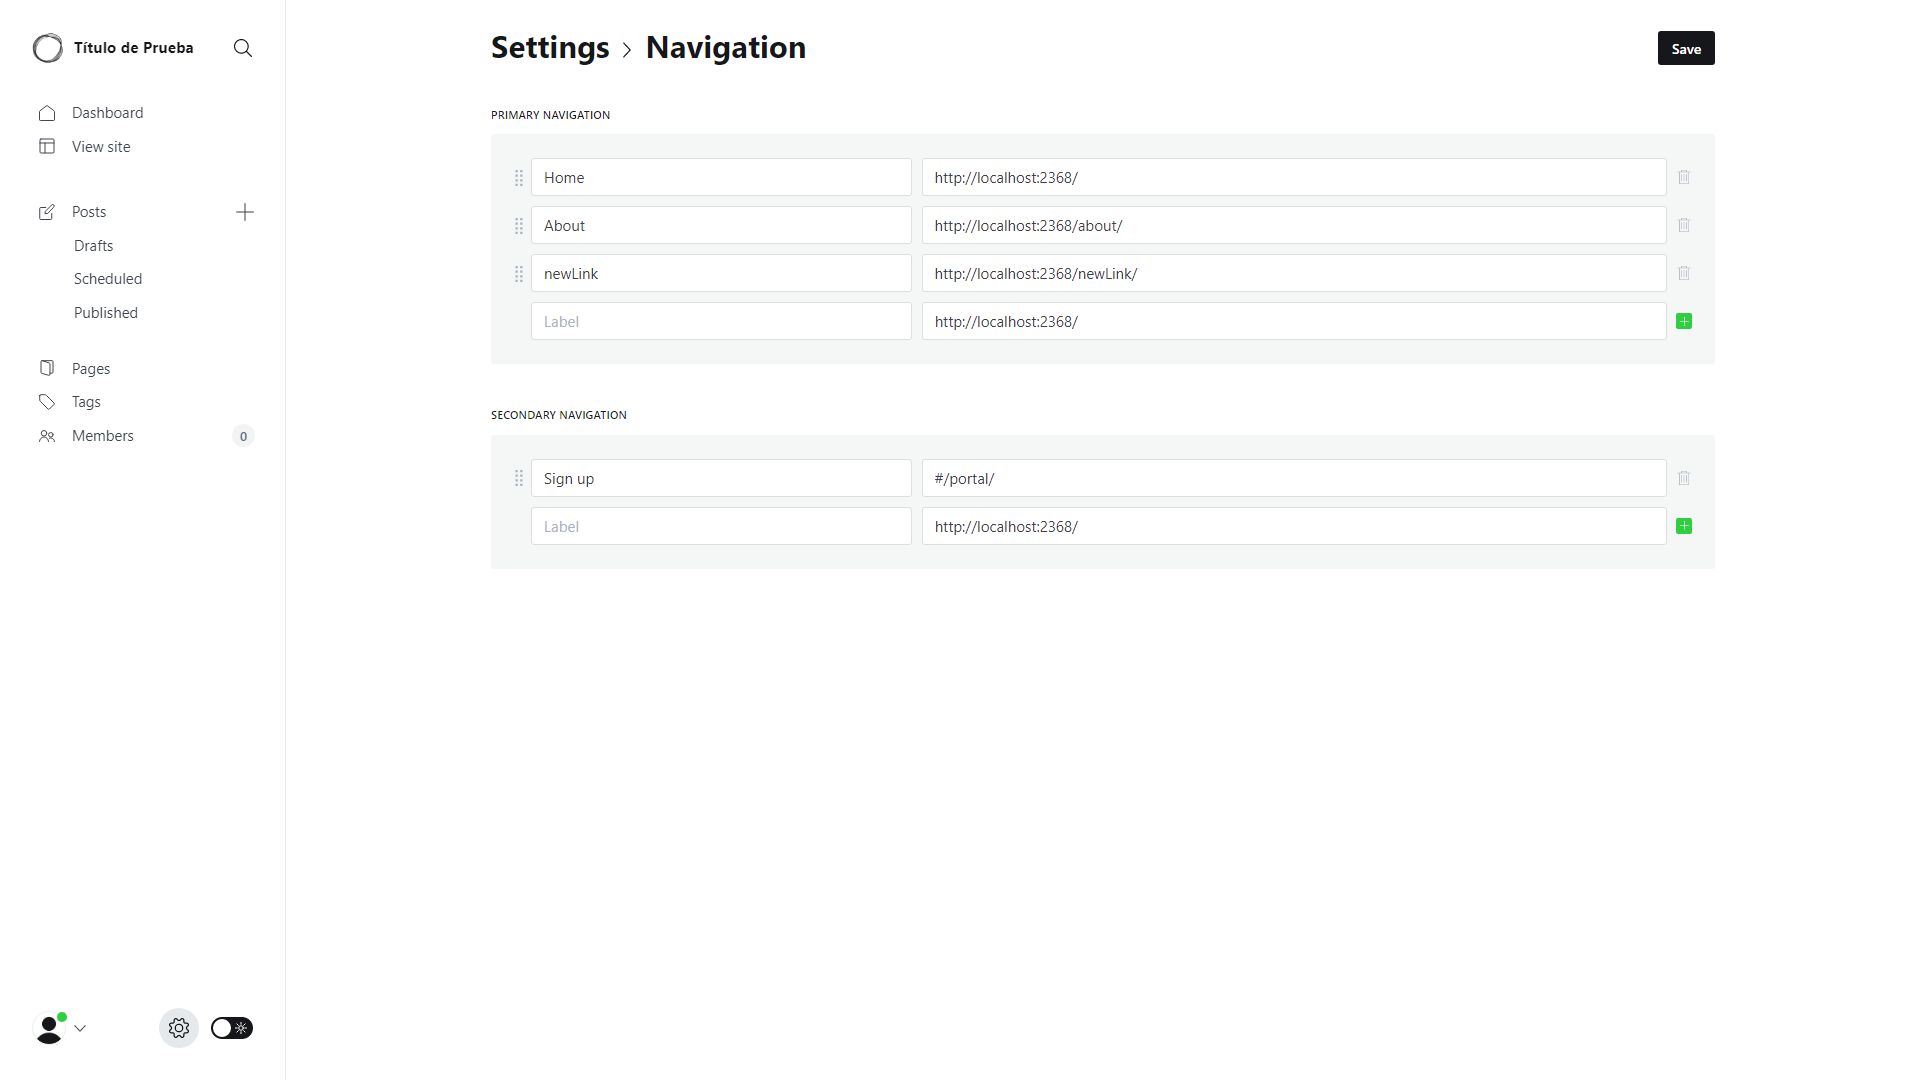 Título de Prueba
Dashboard
View site
Posts
Drafts
Scheduled
Published
Pages
Tags
Members 0
Settings > Navigation
Save
PRIMARY NAVIGATION
Home http://localhost:2368/
About http://localhost:2368/about/
newLink http://localhost:2368/newLink/
Label http://localhost:2368/
SECONDARY NAVIGATION
Sign up #/portal/
Label http://localhost:2368/